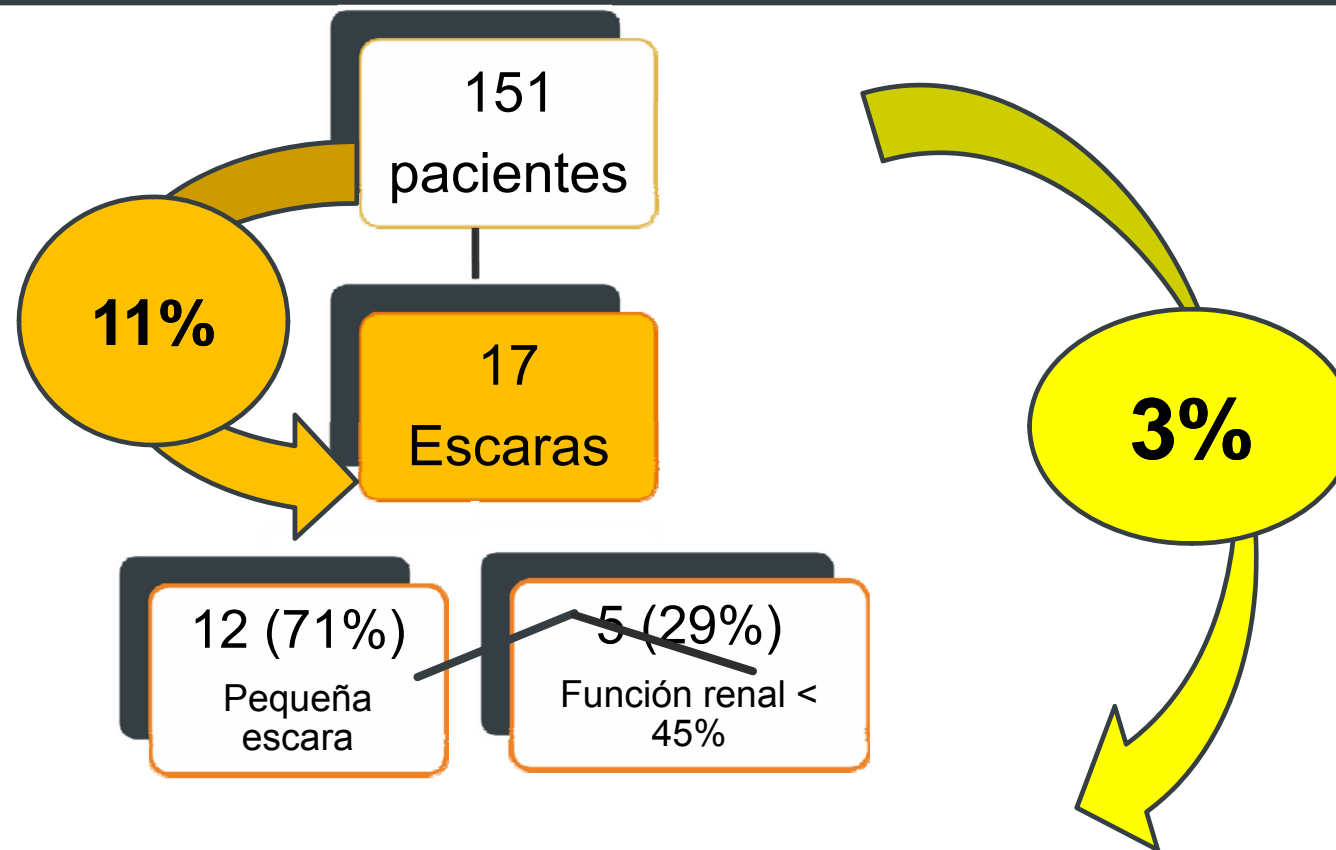 151
pacientes
11%
17
Escaras
3%
12 (71%)
Pequeña
escara
5 (29%)
Función renal <
45%